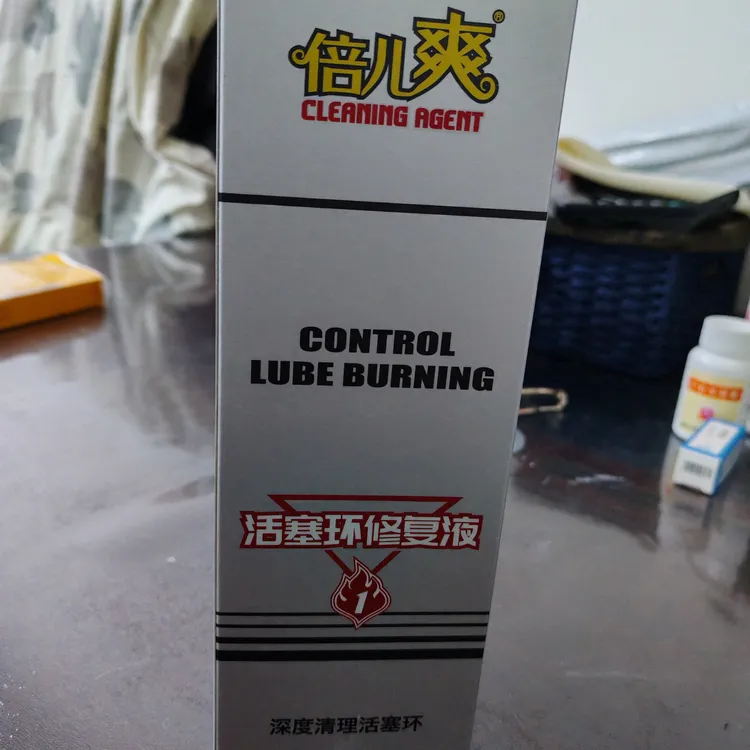 倍儿爽®
CLEANING AGENT
CONTROL
LUBE BURNING
活塞环修复液
1
深度清理活塞环